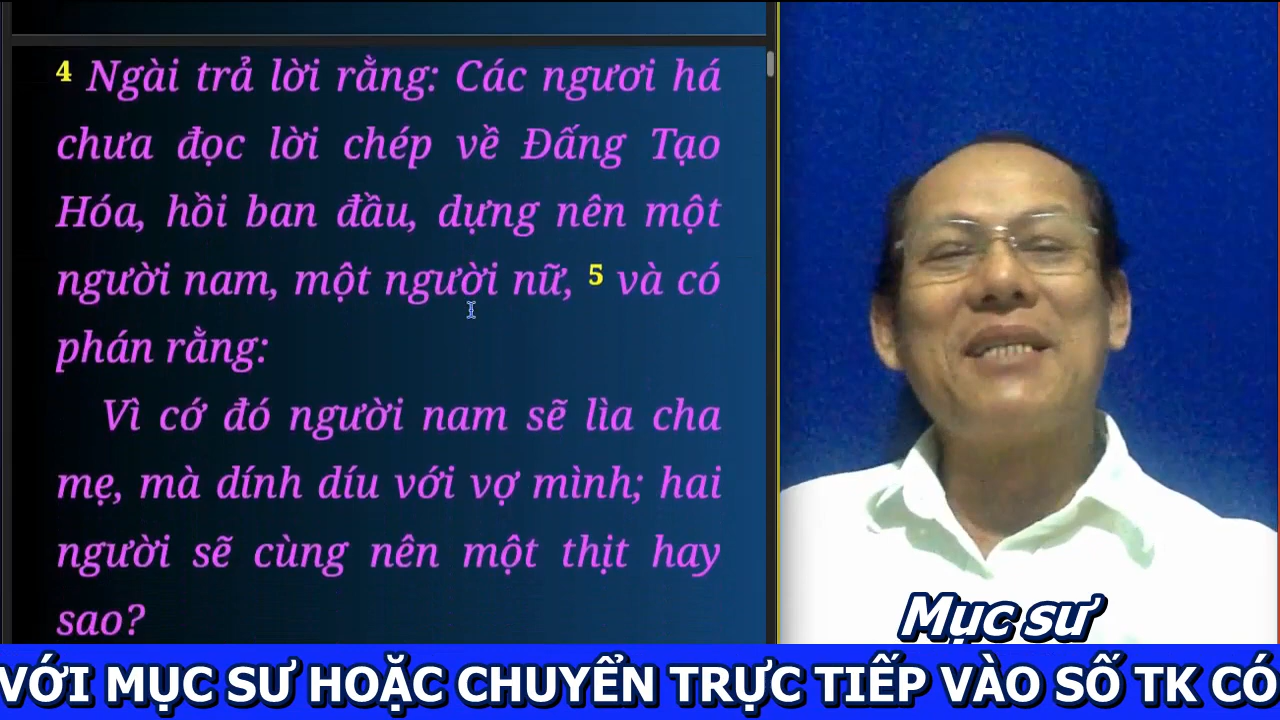 4 Ngài trả lời rằng: Các ngươi há
chưa đọc lời chép về Đấng Tạo
Hóa, hồi ban đầu, dựng nên một
người nam, một người nữ, 5 và có
phán rằng:
Vì cớ đó người nam sẽ lìa cha
mẹ, mà dính díu với vợ mình; hai
người sẽ cùng nên một thịt hay
sao?
Mục sư
VỚI MỤC SƯ HOẶC CHUYỂN TRỰC TIẾP VÀO SỐ TK CÓ